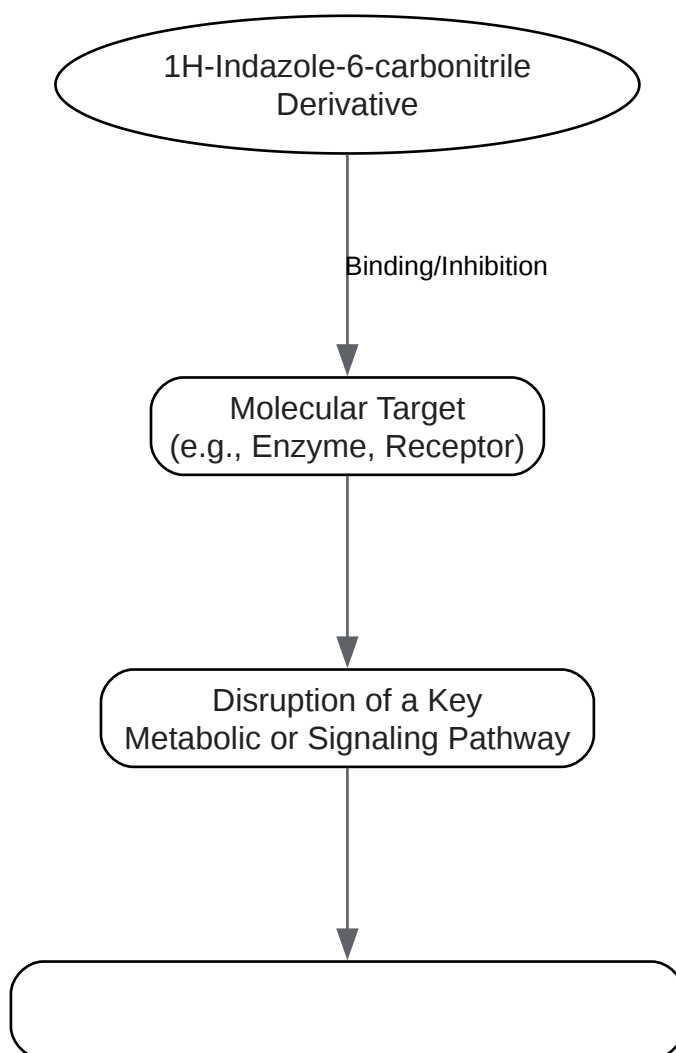 1H-Indazole-6-carbonitrile
Derivative
Binding/Inhibition
Molecular Target
(e.g., Enzyme, Receptor)
Disruption of a Key
Metabolic or Signaling Pathway